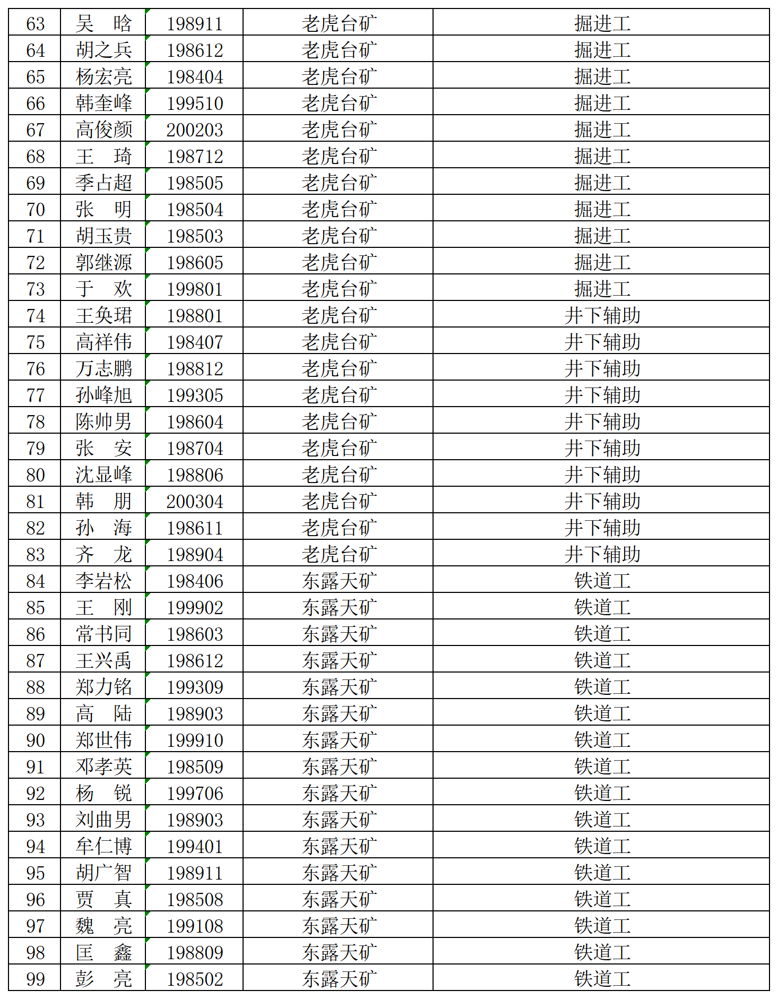 63 吴 晗 198911 老虎台矿 掘进工
64 胡之兵 198612 老虎台矿 掘进工
65 杨宏亮 198404 老虎台矿 掘进工
66 韩奎峰 199510 老虎台矿 掘进工
67 高俊颜 200203 老虎台矿 掘进工
68 王 琦 198712 老虎台矿 掘进工
69 季占超 198505 老虎台矿 掘进工
70 张 明 198504 老虎台矿 掘进工
71 胡玉贵 198503 老虎台矿 掘进工
72 郭继源 198605 老虎台矿 掘进工
73 于 欢 199801 老虎台矿 掘进工
74 王奂珺 198801 老虎台矿 井下辅助
75 高祥伟 198407 老虎台矿 井下辅助
76 万志鹏 198812 老虎台矿 井下辅助
77 孙峰旭 199305 老虎台矿 井下辅助
78 陈帅男 198604 老虎台矿 井下辅助
79 张 安 198704 老虎台矿 井下辅助
80 沈显峰 198806 老虎台矿 井下辅助
81 韩 朋 200304 老虎台矿 井下辅助
82 孙 海 198611 老虎台矿 井下辅助
83 齐 龙 198904 老虎台矿 井下辅助
84 李岩松 198406 东露天矿 铁道工
85 王 刚 199902 东露天矿 铁道工
86 常书同 198603 东露天矿 铁道工
87 王兴禹 198612 东露天矿 铁道工
88 郑力铭 199309 东露天矿 铁道工
89 高 陆 198903 东露天矿 铁道工
90 郑世伟 199910 东露天矿 铁道工
91 邓孝英 198509 东露天矿 铁道工
92 杨 锐 199706 东露天矿 铁道工
93 刘曲男 198903 东露天矿 铁道工
94 牟仁博 199401 东露天矿 铁道工
95 胡广智 198911 东露天矿 铁道工
96 贾 真 198508 东露天矿 铁道工
97 魏 亮 199108 东露天矿 铁道工
98 匡 鑫 198809 东露天矿 铁道工
99 彭 亮 198502 东露天矿 铁道工